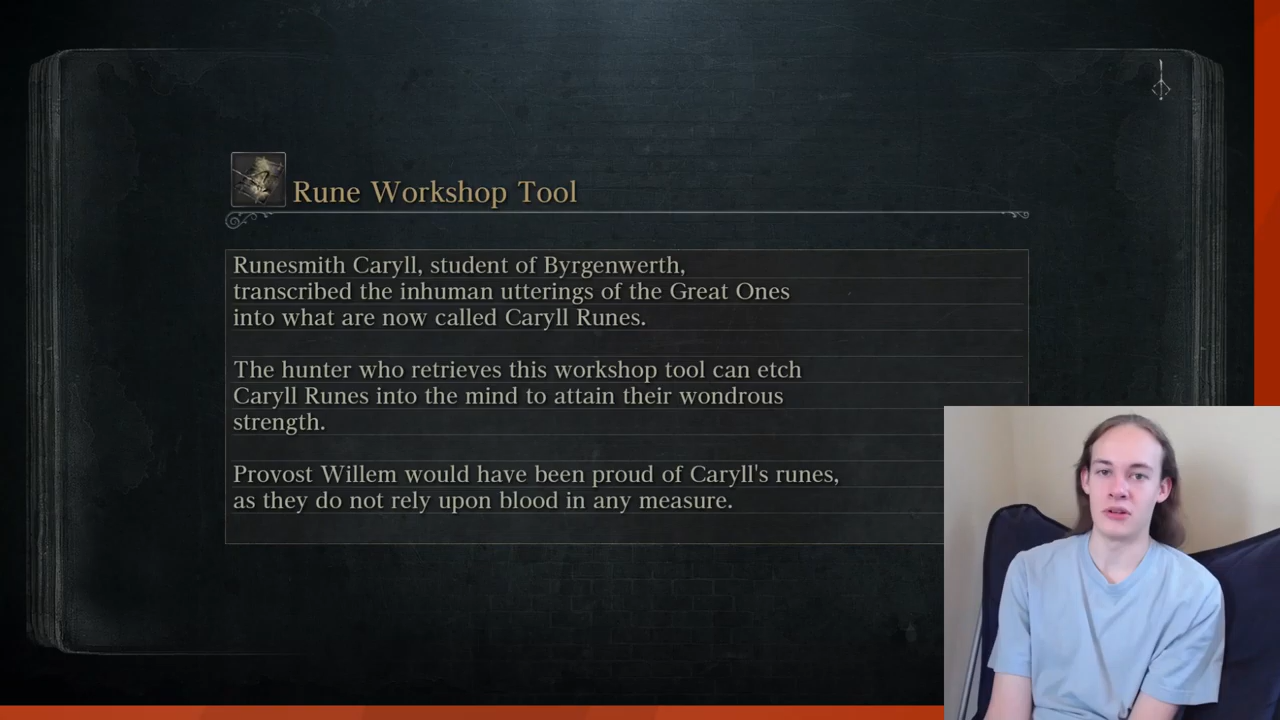 Rune Workshop Tool
Runesmith Caryll, student of Byrgenwerth,
transcribed the inhuman utterings of the Great Ones
into what are now called Caryll Runes.
The hunter who retrieves this workshop tool can etch
Caryll Runes into the mind to attain their wondrous
strength.
Provost Willem would have been proud of Caryll's runes,
as they do not rely upon blood in any measure.